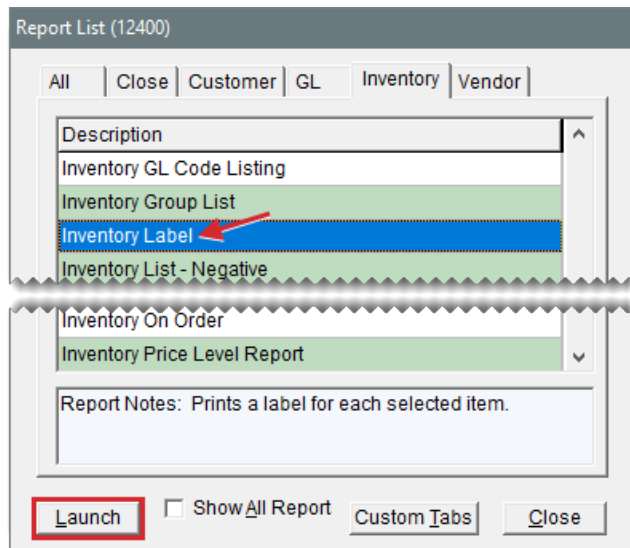 Report List (12400)
All Close Customer GL Inventory Vendor
Description
Inventory GL Code Listing
Inventory Group List
Inventory Label
Inventory List - Negative
Inventory On Order
Inventory Price Level Report
Report Notes: Prints a label for each selected item.
Launch Show All Report Custom Tabs Close